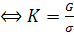 ⇔ K = G/σ